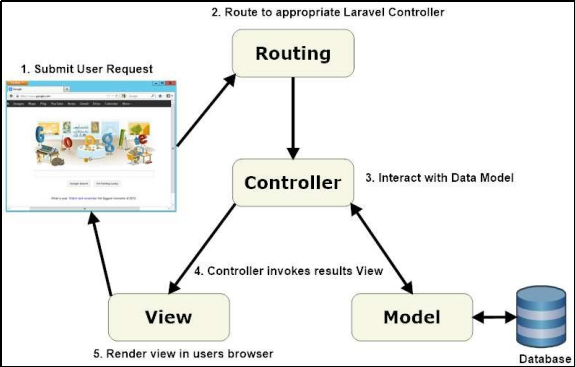 2. Route to appropriate Laravel Controller
Routing
1. Submit User Request
Google
Controller
3. Interact with Data Model
4. Controller invokes results View
View
Model
5. Render view in users browser
Database